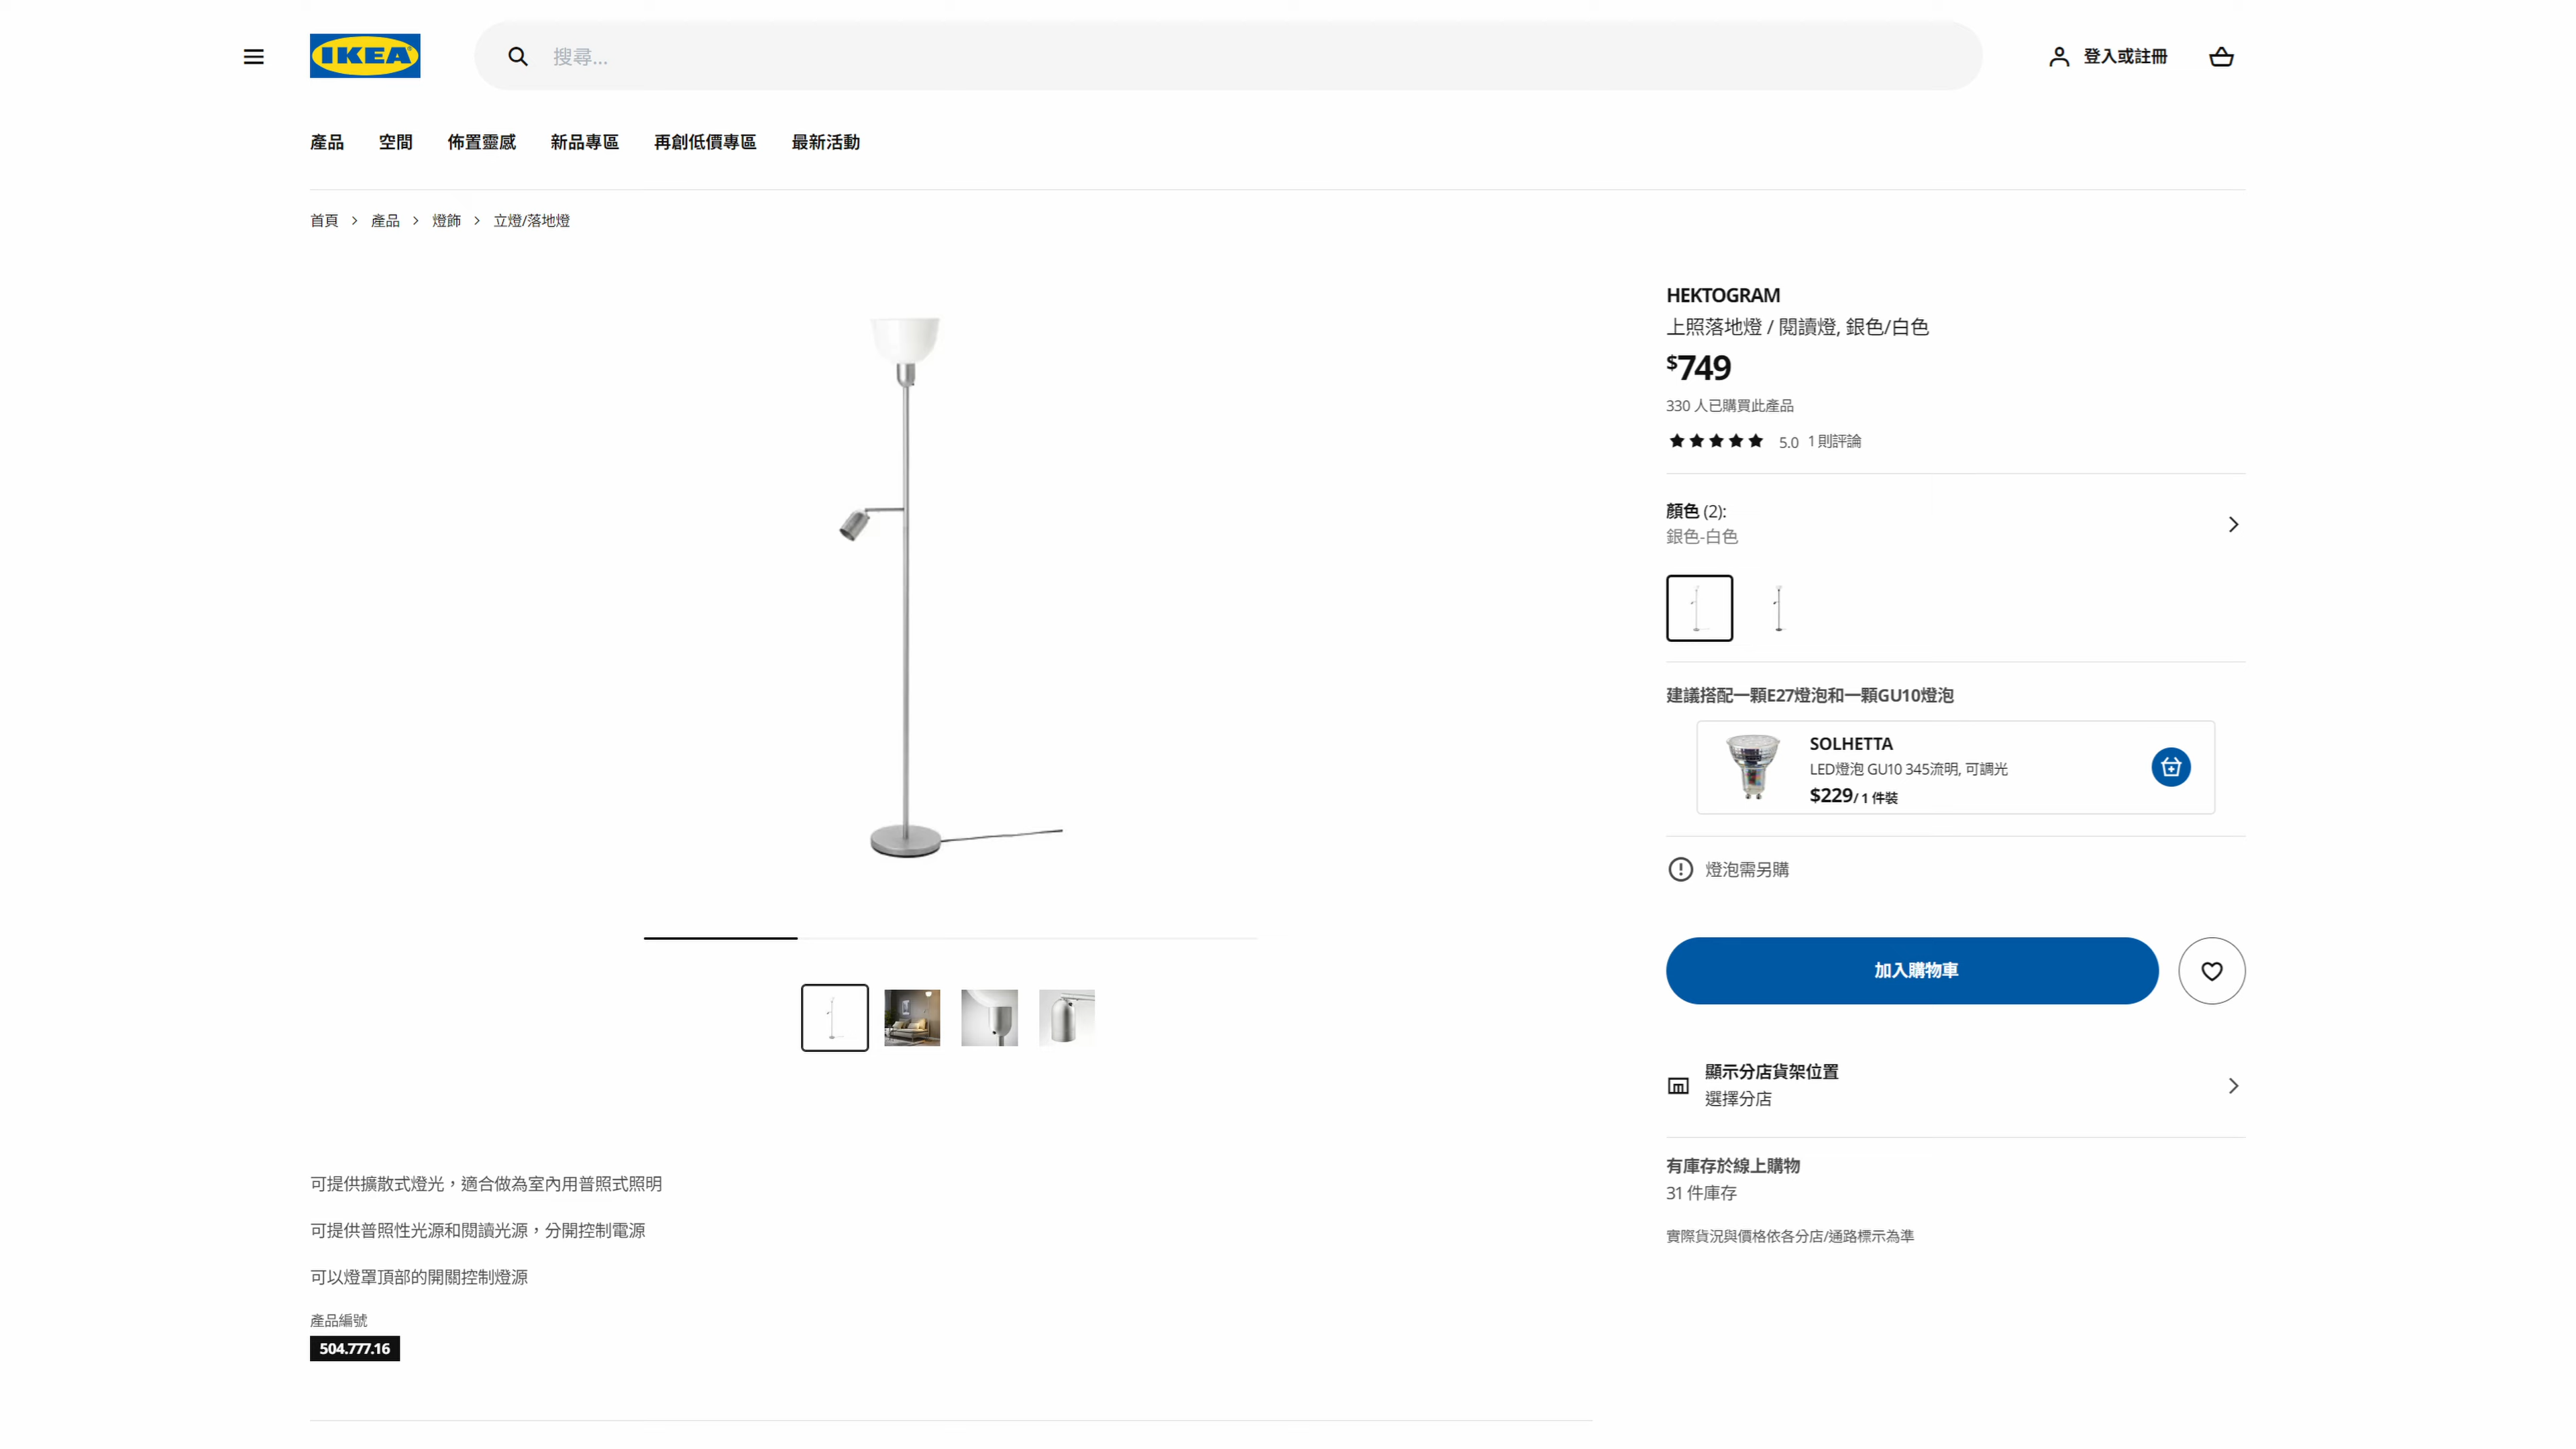 IKEA
搜尋...
登入或註冊
產品 空間 佈置靈感 新品專區 再創低價專區 最新活動
首頁 > 產品 > 燈飾 > 立燈/落地燈
HEKTOGRAM
上照落地燈 / 閱讀燈, 銀色/白色
$749
330 人已購買此產品
5.0 1 則評論
顏色 (2):
銀色-白色
建議搭配一顆E27燈泡和一顆GU10燈泡
SOLHETTA
LED燈泡 GU10 345流明, 可調光
$229/ 1 件裝
燈泡需另購
加入購物車
顯示分店貨架位置
選擇分店
有庫存於線上購物
31 件庫存
實際貨況與價格依各分店/通路標示為準
可提供擴散式燈光，適合做為室內用普照式照明
可提供普照性光源和閱讀光源，分開控制電源
可以燈罩頂部的開關控制燈源
產品編號
504.777.16